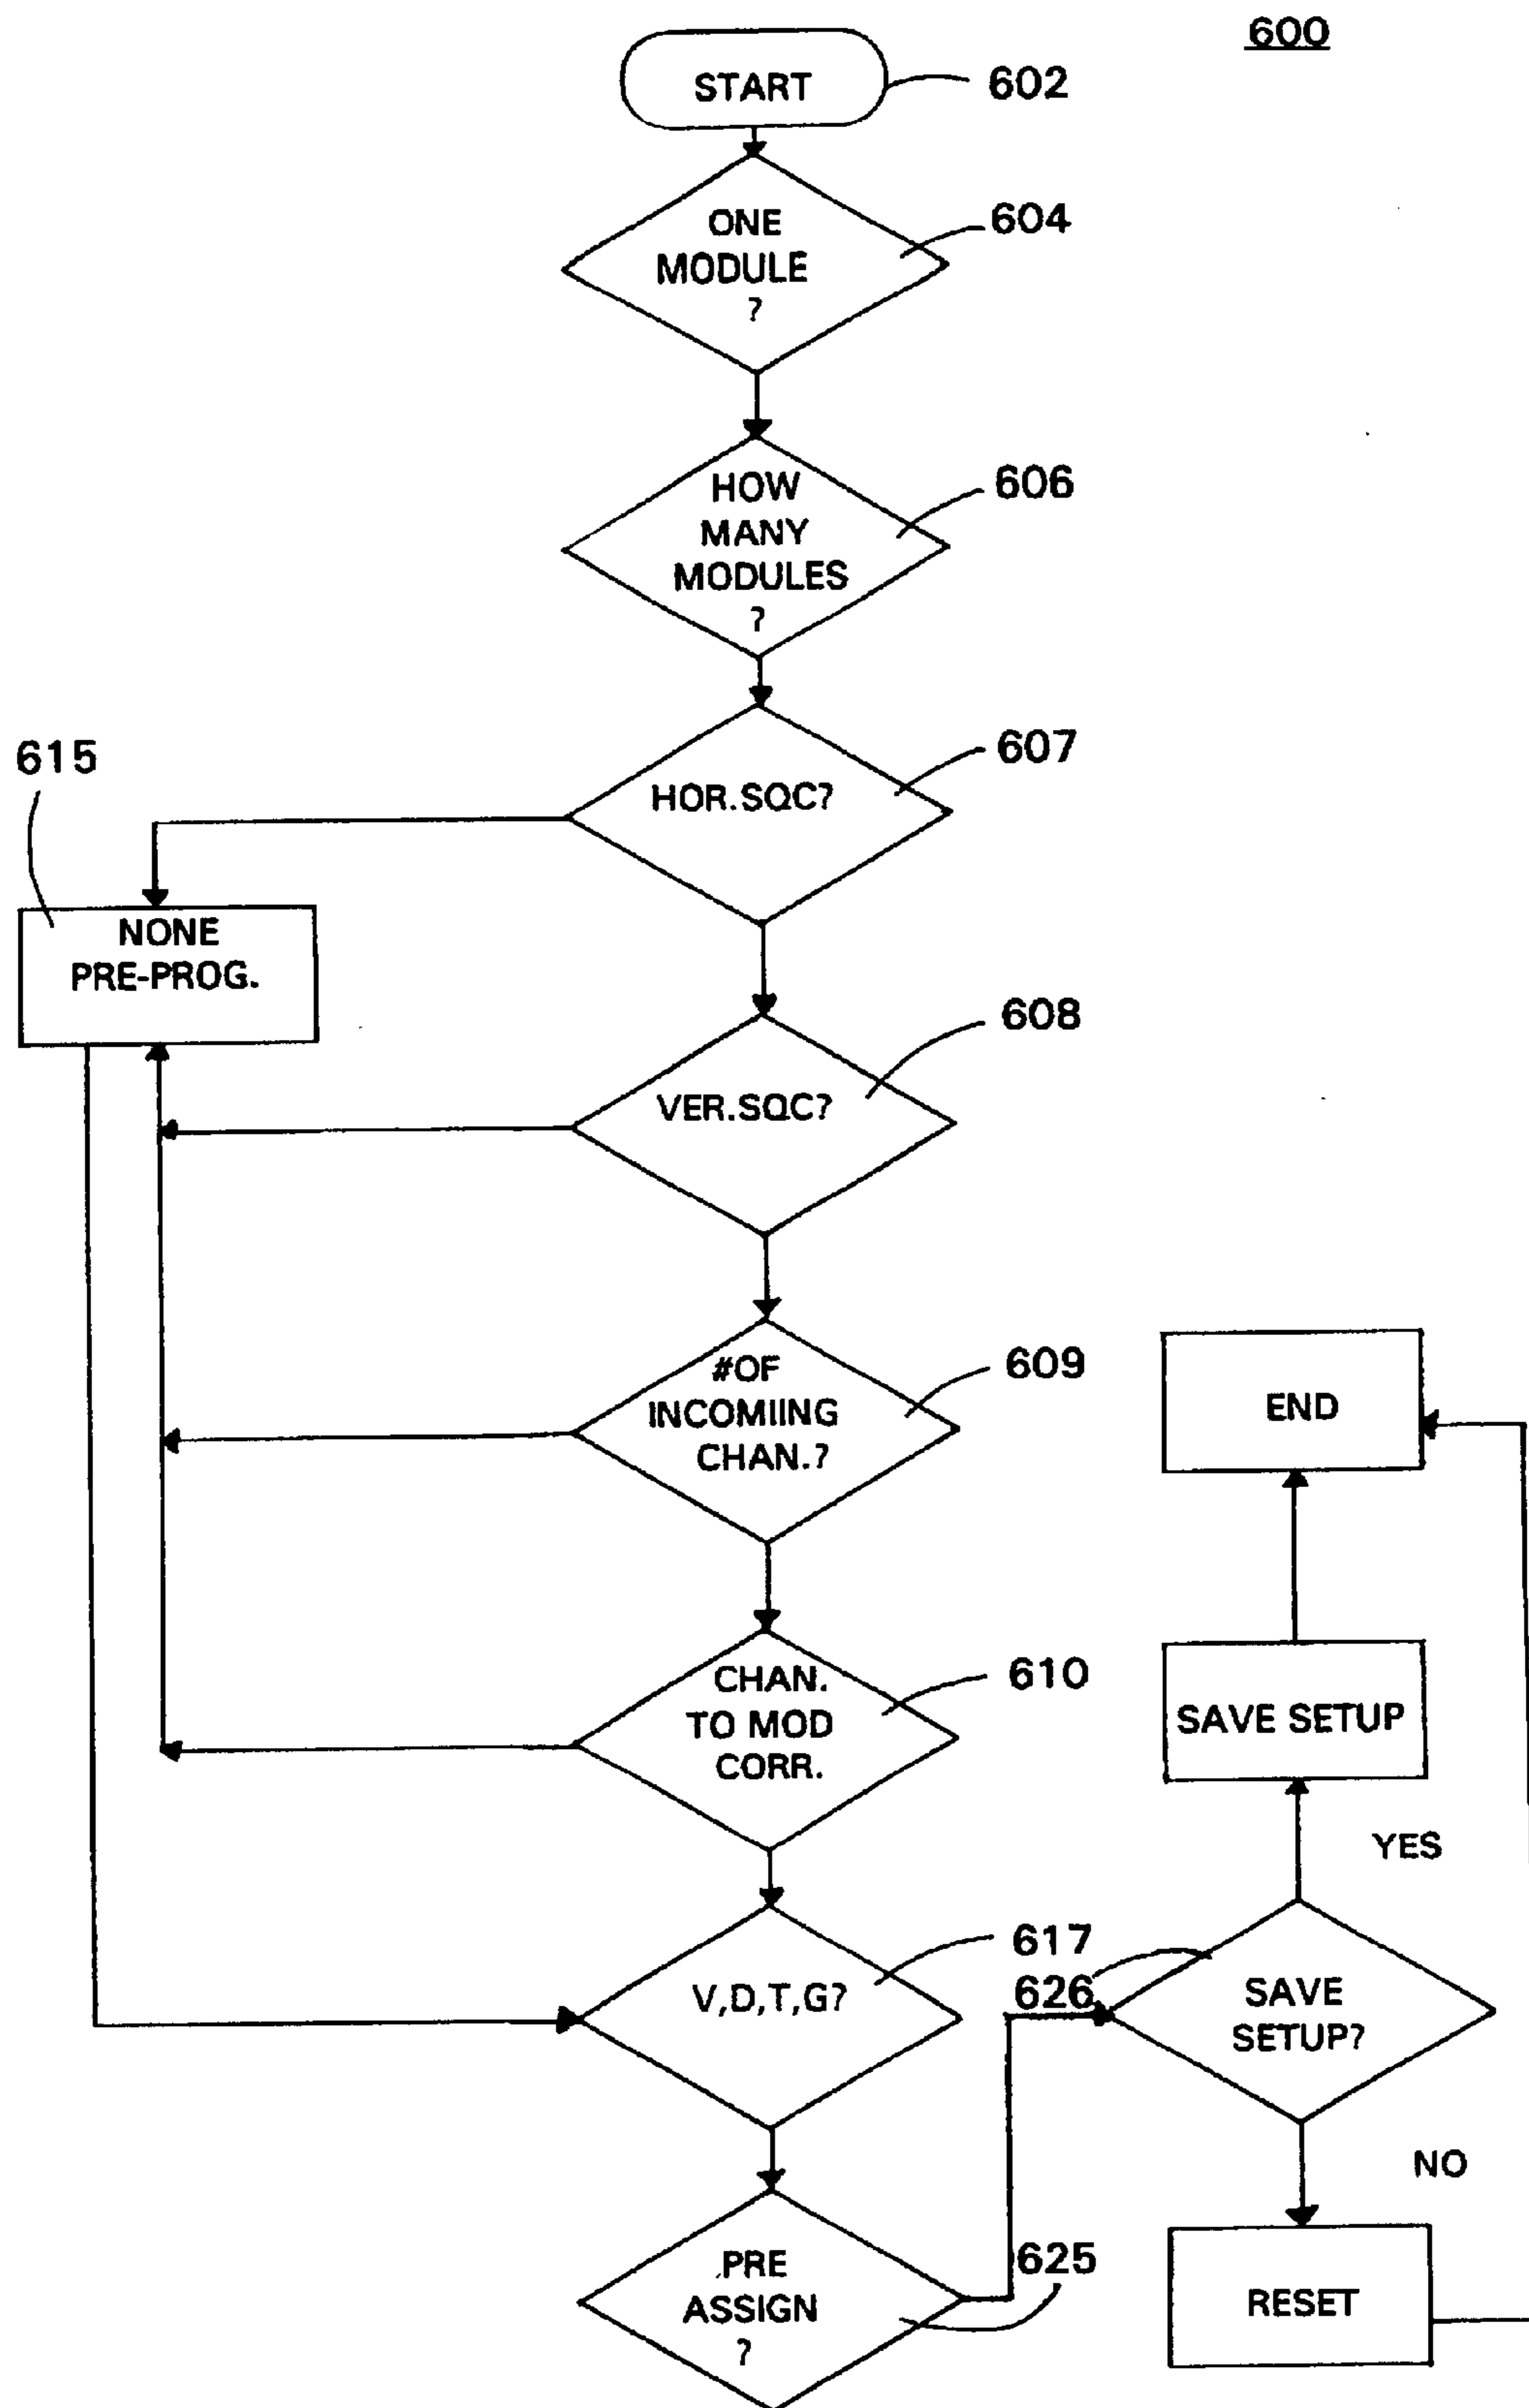 600
START
602
ONE
MODULE
?
604
HOW
MANY
MODULES
?
606
HOR.SQC?
607
615
NONE
PRE-PROG.
VER.SQC?
608
#OF
INCOMIING
CHAN.?
609
CHAN.
TO MOD
CORR.
610
V,D,T,G?
617
PRE
ASSIGN
?
625
626
SAVE
SETUP?
YES
SAVE SETUP
END
NO
RESET